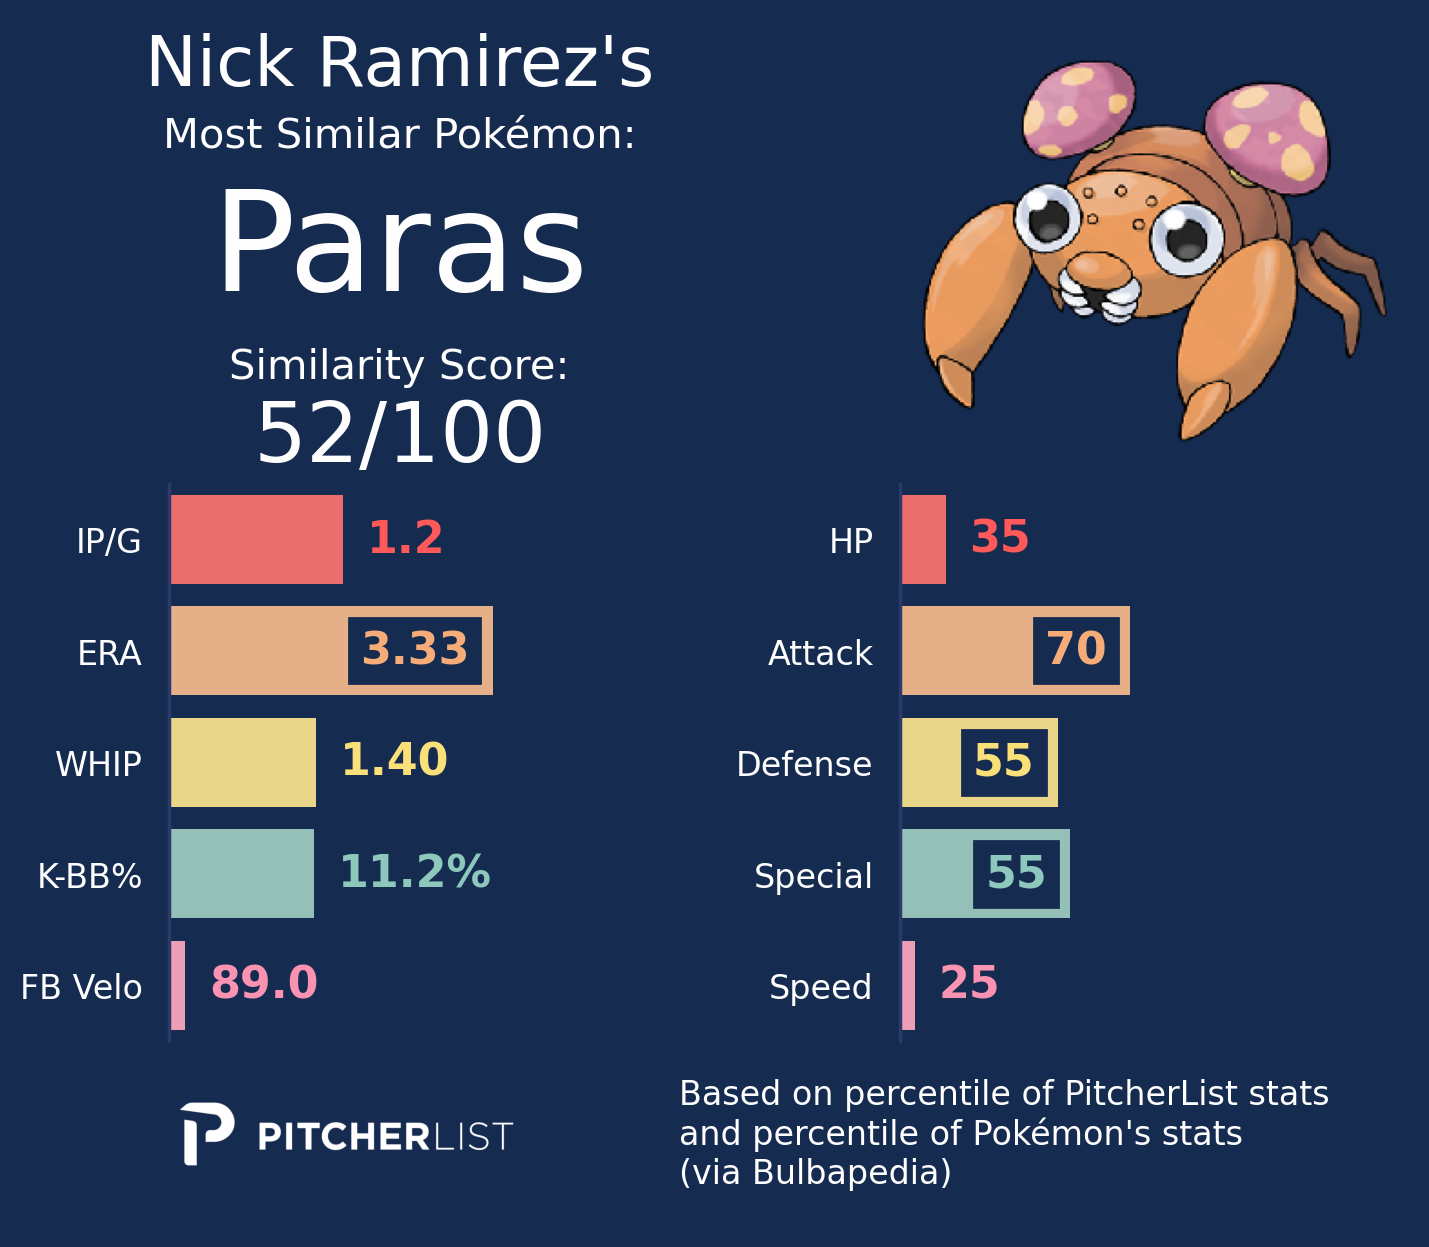 Nick Ramirez's
Most Similar Pokémon:
Paras
Similarity Score:
52/100
IP/G 1.2
ERA 3.33
WHIP 1.40
K-BB% 11.2%
FB Velo 89.0
HP 35
Attack 70
Defense 55
Special 55
Speed 25
PITCHERLIST
Based on percentile of PitcherList stats
and percentile of Pokémon's stats
(via Bulbapedia)